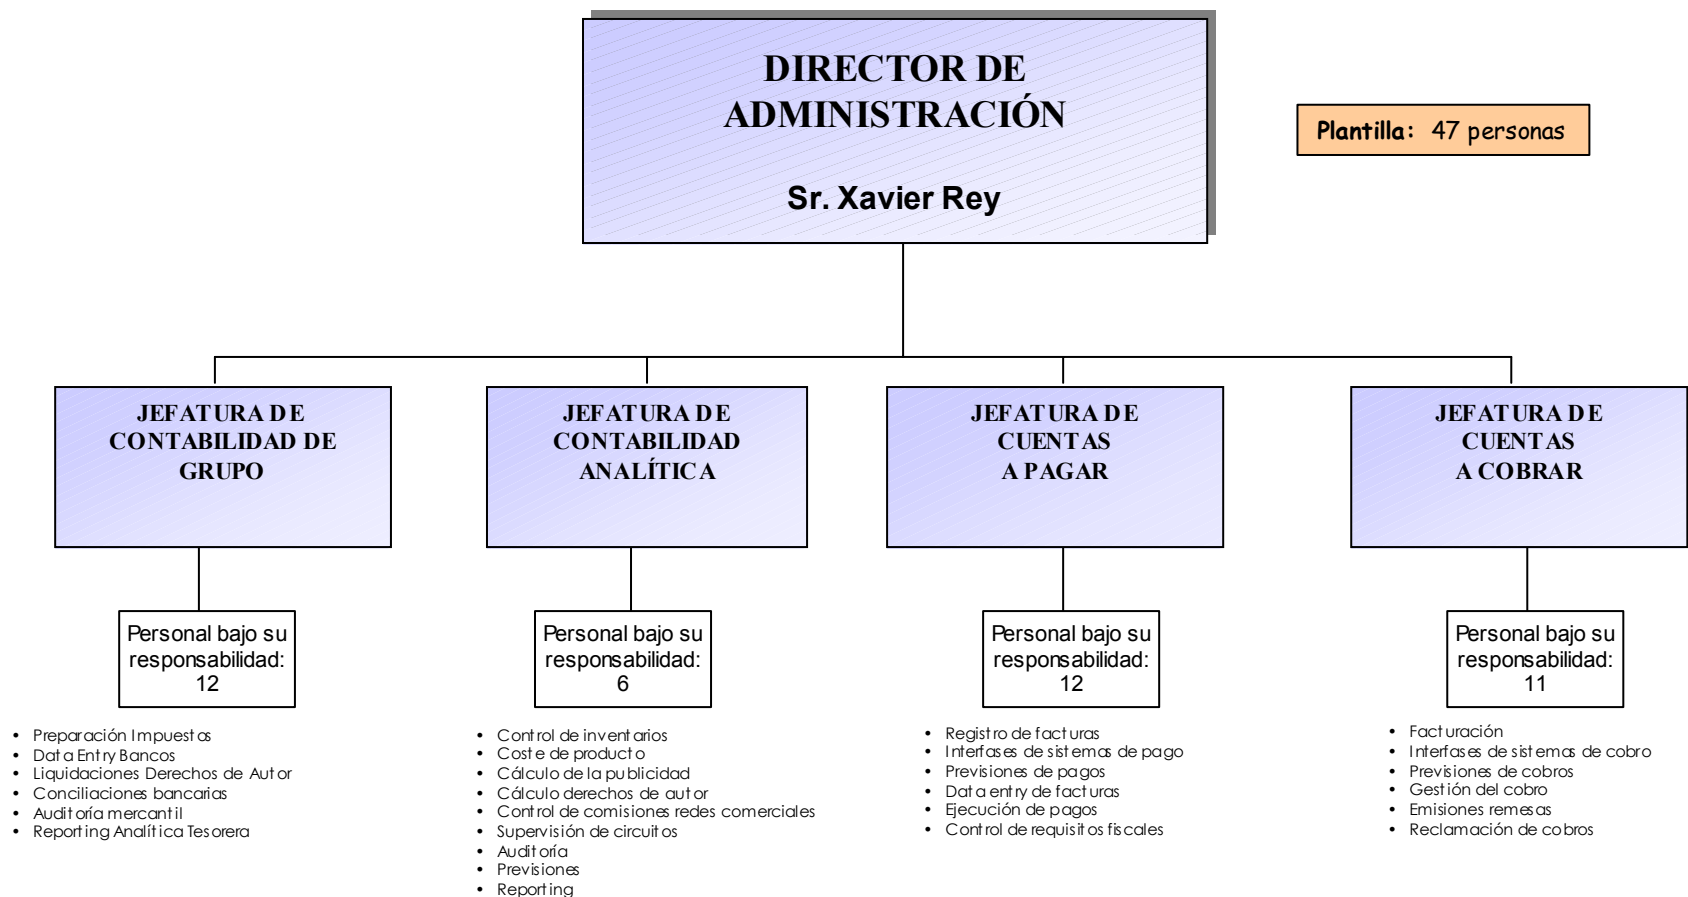 DIRECTOR DE
ADMINISTRACIÓN
Sr. Xavier Rey
Plantilla: 47 personas
JEFATURA DE
CONTABILIDAD DE
GRUPO
JEFATURA DE
CONTABILIDAD
ANALÍTICA
JEFATURA DE
CUENTAS
A PAGAR
JEFATURA DE
CUENTAS
A COBRAR
Personal bajo su
responsabilidad:
12
Personal bajo su
responsabilidad:
6
Personal bajo su
responsabilidad:
12
Personal bajo su
responsabilidad:
11
• Preparación Impuestos
• Data Entry Bancos
• Liquidaciones Derechos de Autor
• Conciliaciones bancarias
• Auditoría mercantil
• Reporting Analítica Tesorera
• Control de inventarios
• Coste de producto
• Cálculo de la publicidad
• Cálculo derechos de autor
• Control de comisiones redes comerciales
• Supervisión de circuitos
• Auditoría
• Previsiones
• Reporting
• Registro de facturas
• Interfases de sistemas de pago
• Previsiones de pagos
• Data entry de facturas
• Ejecución de pagos
• Control de requisitos fiscales
• Facturación
• Interfases de sistemas de cobro
• Previsiones de cobros
• Gestión del cobro
• Emisiones remesas
• Reclamación de cobros